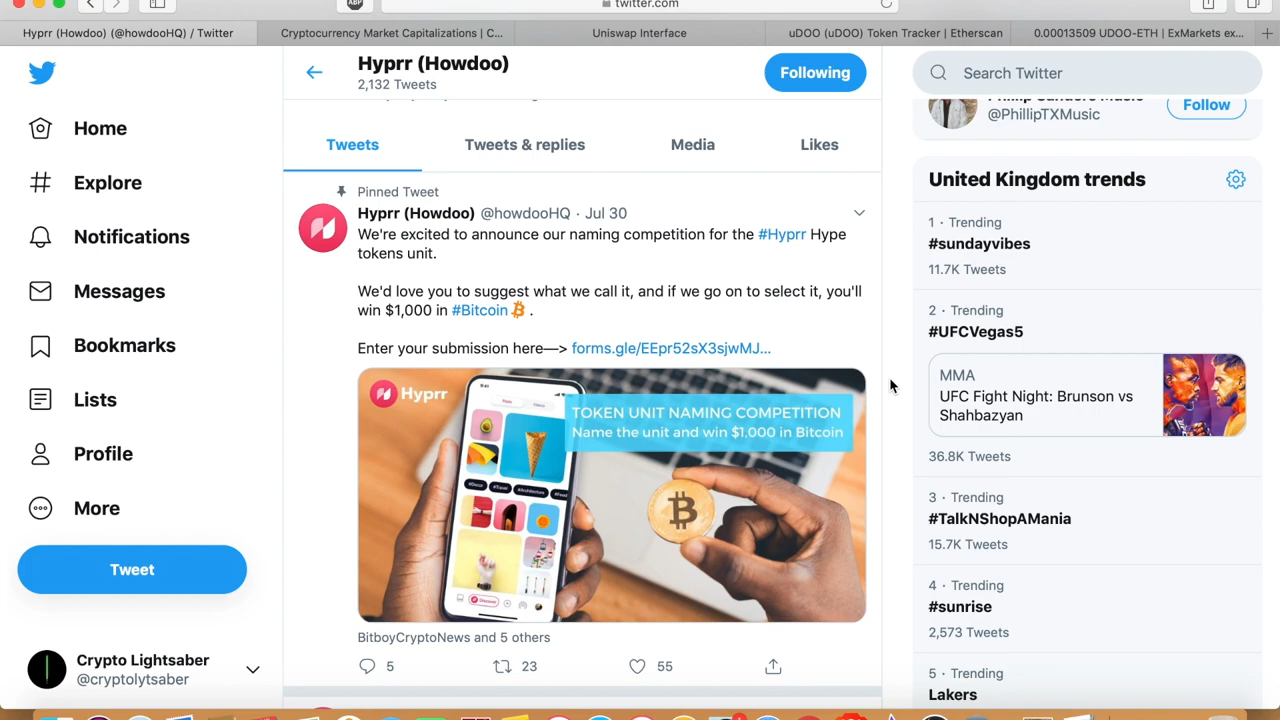 twitter.com
ABP
Hyprr (Howdoo) (@howdooHQ) / Twitter
Cryptocurrency Market Capitalizations | C...
Uniswap Interface
uDOO (uDOO) Token Tracker | Etherscan
0.00013509 UDOO-ETH | ExMarkets ex...
Home
Explore
Notifications
Messages
Bookmarks
Lists
Profile
More
Tweet
Crypto Lightsaber
@cryptolytsaber
Hyprr (Howdoo)
2,132 Tweets
Following
Tweets
Tweets & replies
Media
Likes
Pinned Tweet
Hyprr (Howdoo) @howdooHQ · Jul 30
We're excited to announce our naming competition for the #Hyprr Hype
tokens unit.
We'd love you to suggest what we call it, and if we go on to select it, you'll
win $1,000 in #Bitcoin .
Enter your submission here—> forms.gle/EEpr52sX3sjwMJ...
Hyprr
TOKEN UNIT NAMING COMPETITION
Name the unit and win $1,000 in Bitcoin
Discover
BitboyCryptoNews and 5 others
5
23
55
Search Twitter
@PhillipTXMusic
Follow
United Kingdom trends
1 · Trending
#sundayvibes
11.7K Tweets
2 · Trending
#UFCVegas5
MMA
UFC Fight Night: Brunson vs
Shahbazyan
36.8K Tweets
3 · Trending
#TalkNShopAMania
15.7K Tweets
4 · Trending
#sunrise
2,573 Tweets
5 · Trending
Lakers